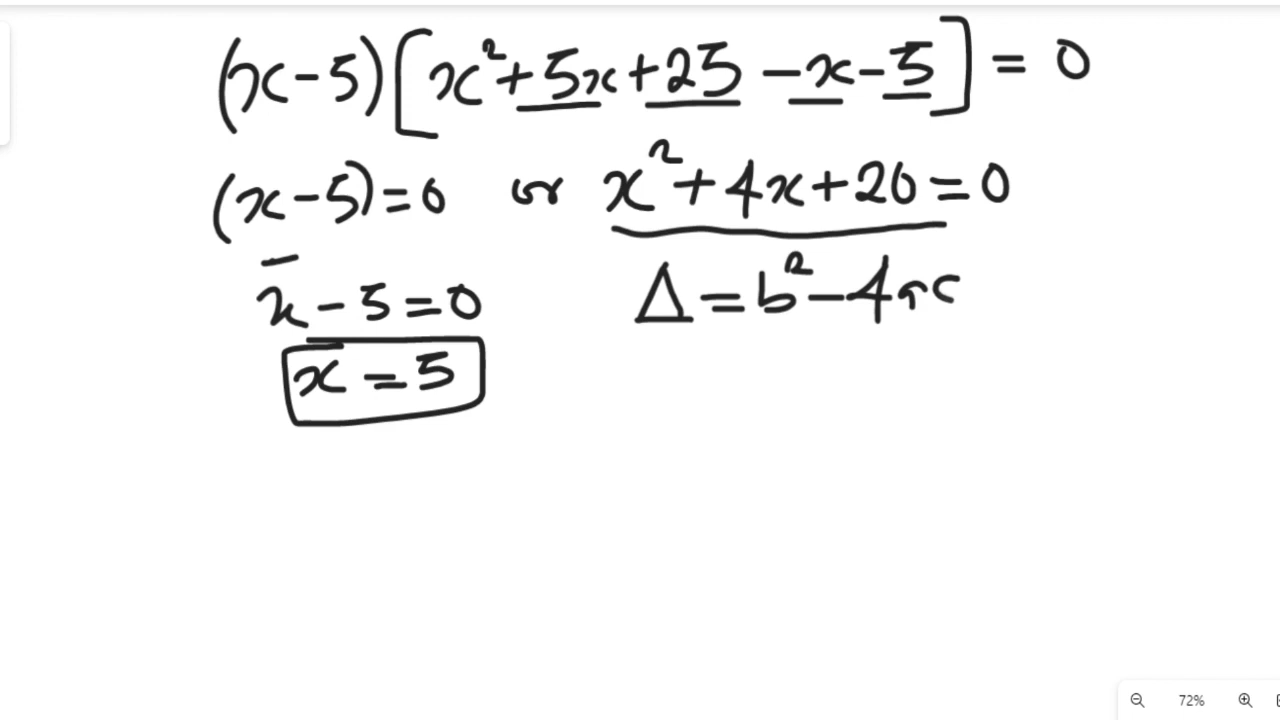 (x-5)[x²+5x+25-x-5]=0
(x-5)=0 or x²+4x+20=0
x-5=0 Δ=b²-4ac
x=5
72%